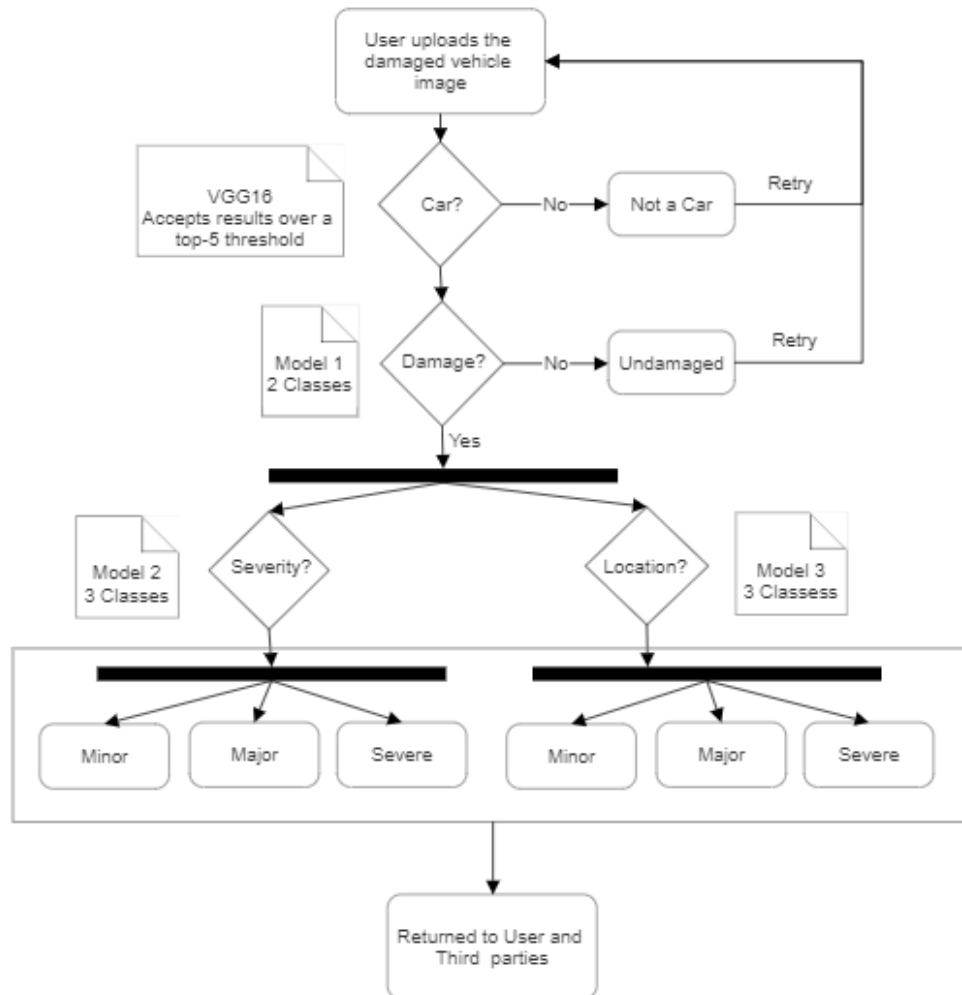 User uploads the
damaged vehicle
image
VGG16
Accepts results over a
top-5 threshold
Car?
No
Not a Car
Retry
Model 1
2 Classes
Damage?
No
Undamaged
Retry
Yes
Model 2
3 Classes
Severity?
Location?
Model 3
3 Classess
Minor
Major
Severe
Minor
Major
Severe
Returned to User and
Third parties